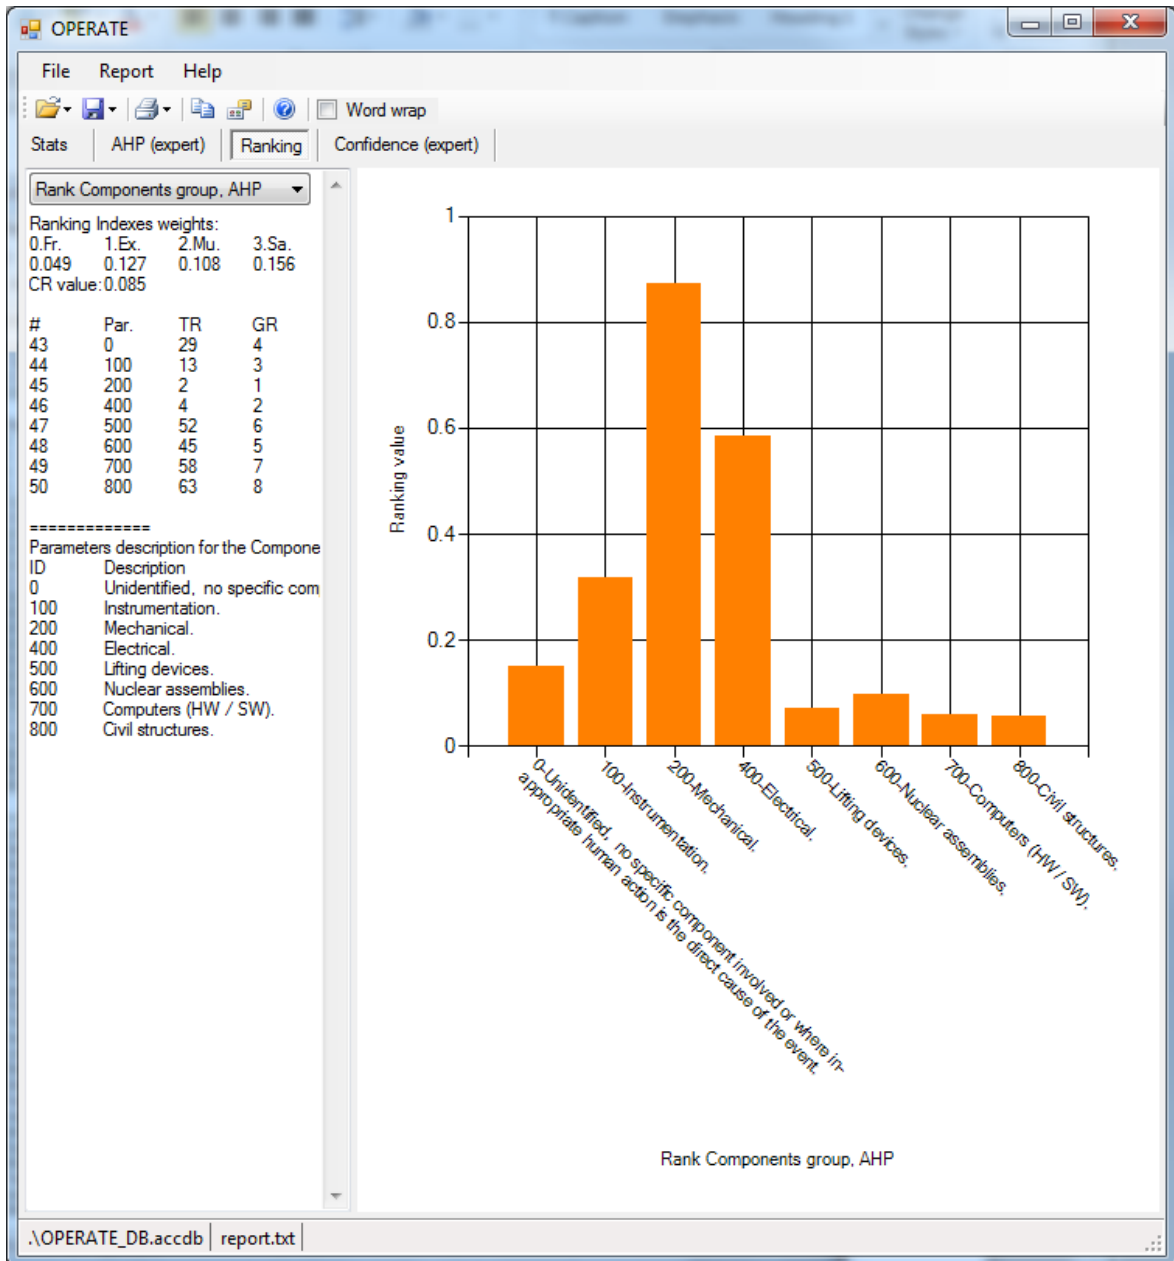 OPERATE
File Report Help
Word wrap
Stats AHP (expert) Ranking Confidence (expert)
Rank Components group, AHP
Ranking Indexes weights:
0.Fr. 1.Ex. 2.Mu. 3.Sa.
0.049 0.127 0.108 0.156
CR value: 0.085
# Par. TR GR
43 0 29 4
44 100 13 3
45 200 2 1
46 400 4 2
47 500 52 6
48 600 45 5
49 700 58 7
50 800 63 8
=============
Parameters description for the Compone
ID Description
0 Unidentified, no specific com
100 Instrumentation.
200 Mechanical.
400 Electrical.
500 Lifting devices.
600 Nuclear assemblies.
700 Computers (HW / SW).
800 Civil structures.
1
0.8
0.6
0.4
0.2
0
Ranking value
0-Unidentified, no specific component involved or where in-
appropriate human action is the direct cause of the event.
100-Instrumentation.
200-Mechanical.
400-Electrical.
500-Lifting devices.
600-Nuclear assemblies.
700-Computers (HW / SW).
800-Civil structures.
Rank Components group, AHP
.\OPERATE_DB.accdb report.txt